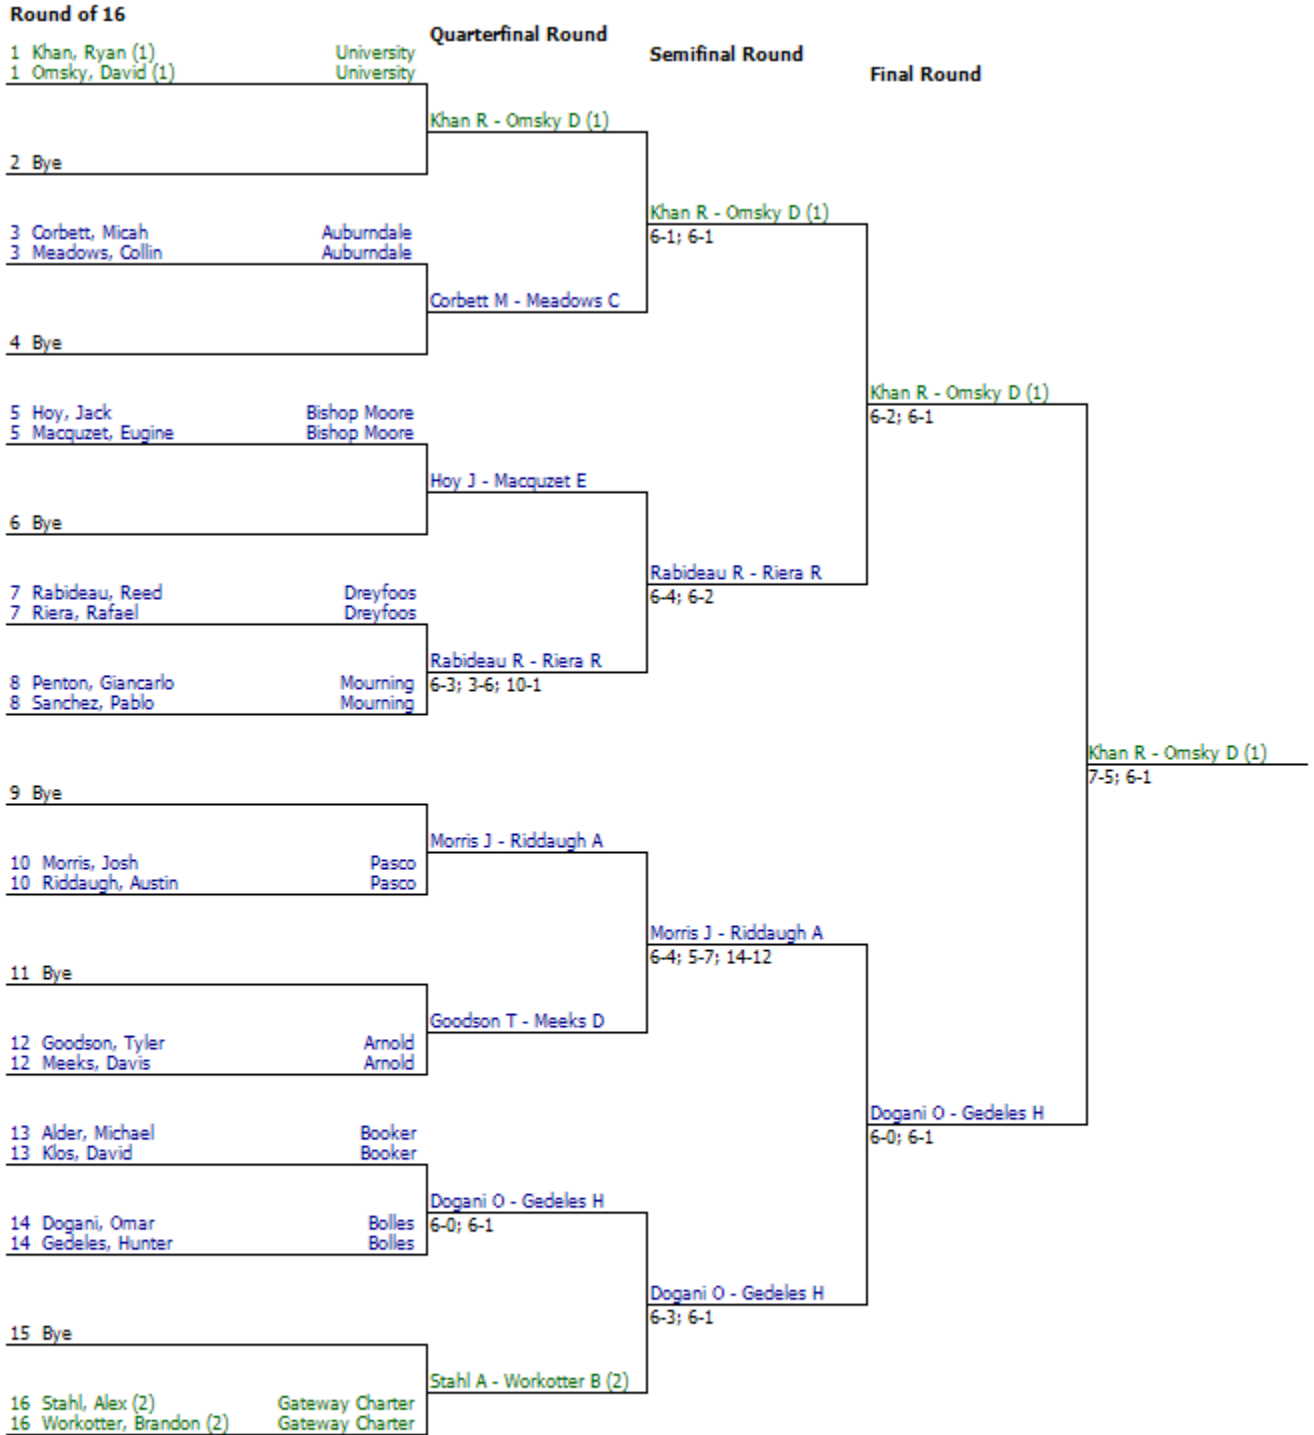 Round of 16
Quarterfinal Round
Semifinal Round
Final Round
1 Khan, Ryan (1) University
1 Omsky, David (1) University
Khan R - Omsky D (1)
2 Bye
Khan R - Omsky D (1)
6-1; 6-1
3 Corbett, Micah Auburndale
3 Meadows, Collin Auburndale
Corbett M - Meadows C
4 Bye
Khan R - Omsky D (1)
6-2; 6-1
5 Hoy, Jack Bishop Moore
5 Macquzet, Eugine Bishop Moore
Hoy J - Macquzet E
6 Bye
Rabideau R - Riera R
6-4; 6-2
7 Rabideau, Reed Dreyfoos
7 Riera, Rafael Dreyfoos
Rabideau R - Riera R
6-3; 3-6; 10-1
8 Penton, Giancarlo Mourning
8 Sanchez, Pablo Mourning
Khan R - Omsky D (1)
7-5; 6-1
9 Bye
Morris J - Riddaugh A
10 Morris, Josh Pasco
10 Riddaugh, Austin Pasco
Morris J - Riddaugh A
6-4; 5-7; 14-12
11 Bye
Goodson T - Meeks D
12 Goodson, Tyler Arnold
12 Meeks, Davis Arnold
Dogani O - Gedeles H
6-0; 6-1
13 Alder, Michael Booker
13 Klos, David Booker
Dogani O - Gedeles H
6-0; 6-1
14 Dogani, Omar Bolles
14 Gedeles, Hunter Bolles
Dogani O - Gedeles H
6-3; 6-1
15 Bye
Stahl A - Workotter B (2)
16 Stahl, Alex (2) Gateway Charter
16 Workotter, Brandon (2) Gateway Charter